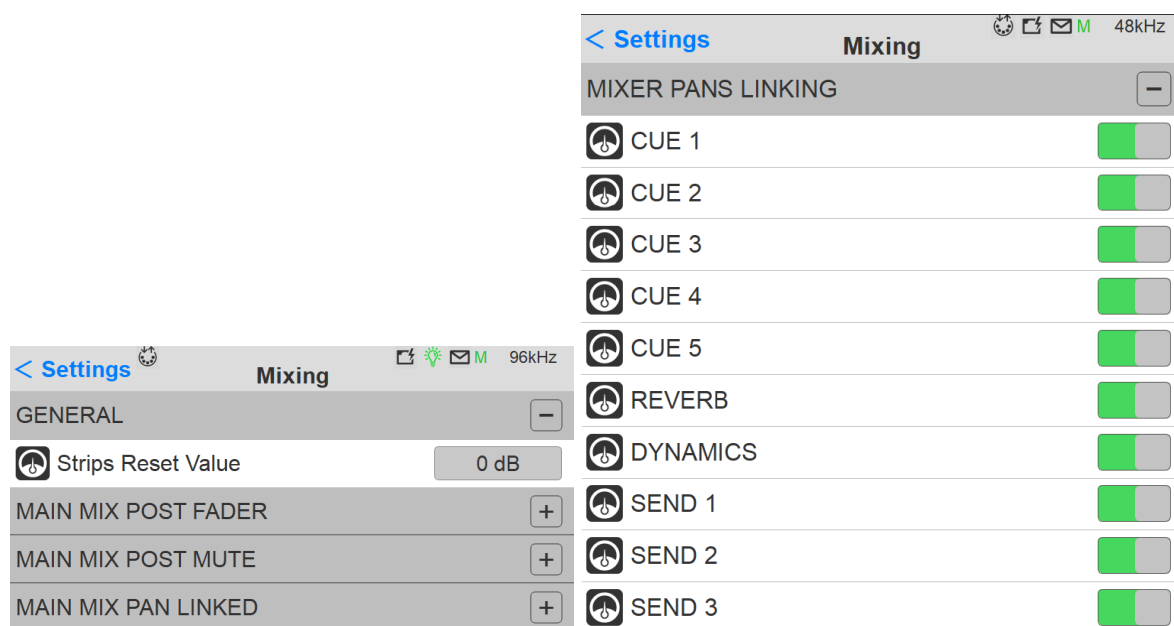 < Settings
Mixing
M
96kHz
GENERAL
−
Strips Reset Value
0 dB
MAIN MIX POST FADER
+
MAIN MIX POST MUTE
+
MAIN MIX PAN LINKED
+
< Settings
Mixing
M
48kHz
MIXER PANS LINKING
−
CUE 1
CUE 2
CUE 3
CUE 4
CUE 5
REVERB
DYNAMICS
SEND 1
SEND 2
SEND 3